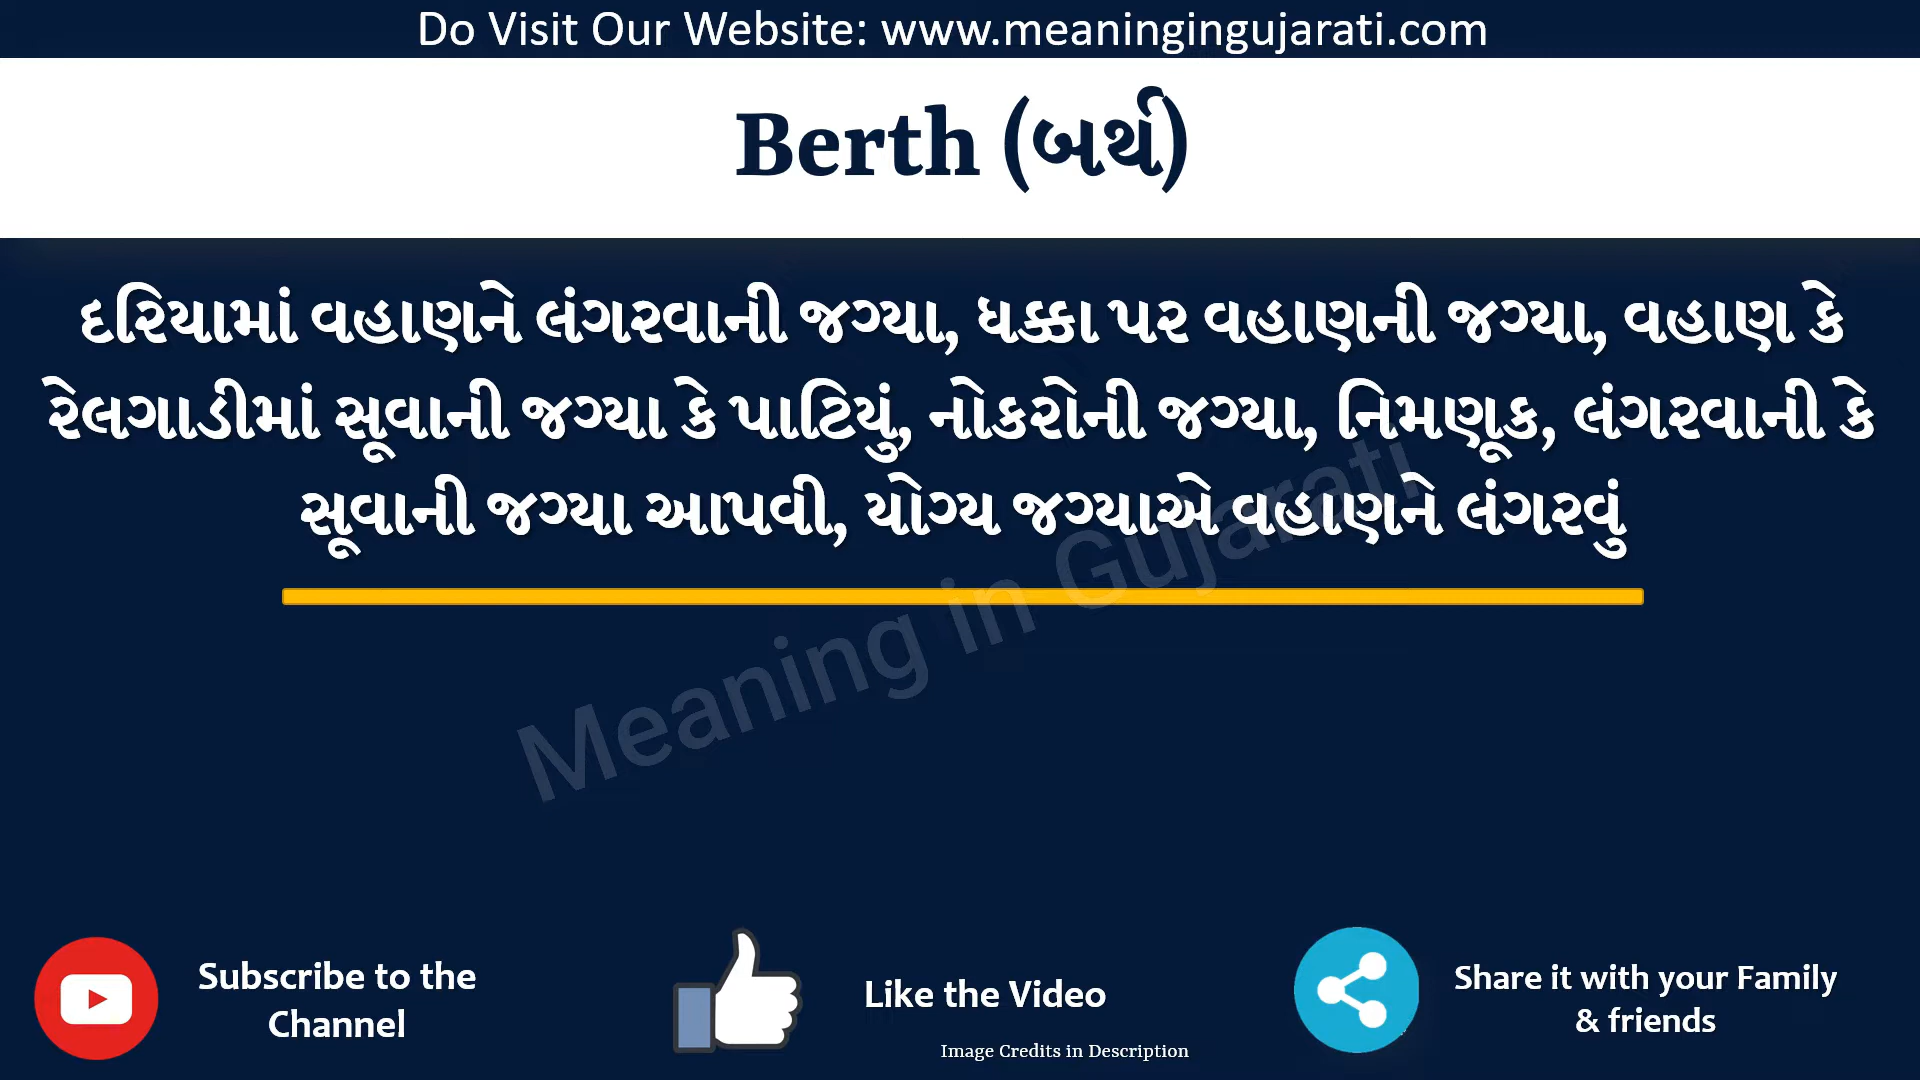 Do Visit Our Website: www.meaningingujarati.com
Berth (બર્થ)
દરિયામાં વહાણને લંગરવાની જગ્યા, ધક્કા પર વહાણની જગ્યા, વહાણ કે
રેલગાડીમાં સૂવાની જગ્યા કે પાટિયું, નોકરોની જગ્યા, નિમણૂક, લંગરવાની કે
સૂવાની જગ્યા આપવી, યોગ્ય જગ્યાએ વહાણને લંગરવું
Meaning in Gujarati
Subscribe to the
Channel
Like the Video
Share it with your Family
& friends
Image Credits in Description